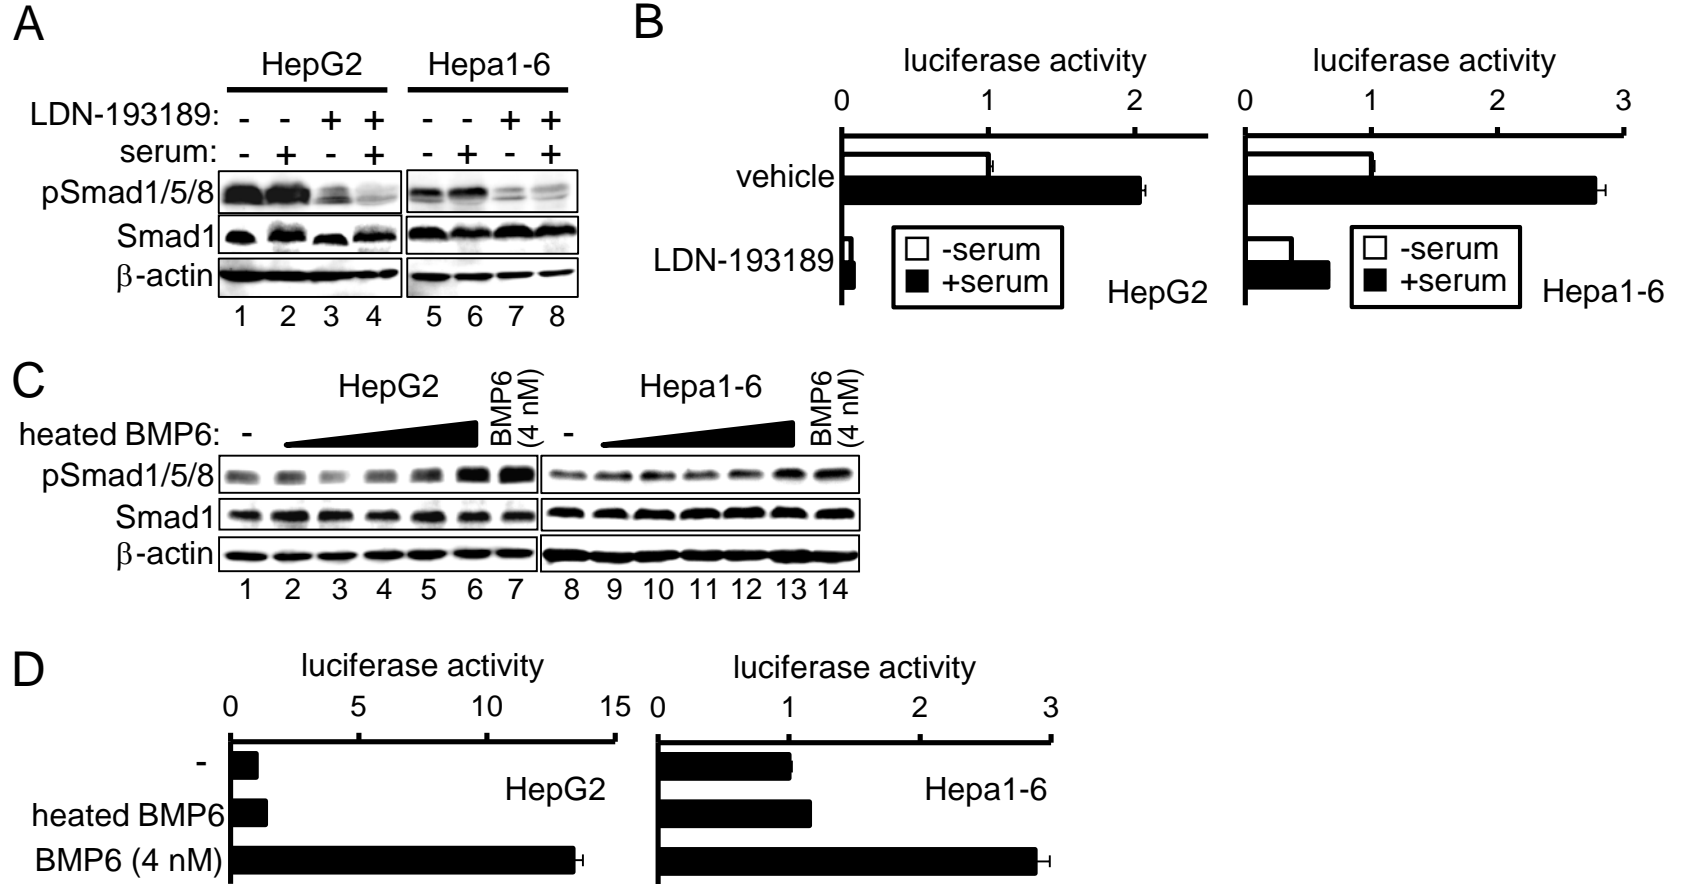 A
HepG2 Hepa1-6
LDN-193189: - - + + - - + +
serum: - + - + - + - +
pSmad1/5/8
Smad1
β-actin
1 2 3 4 5 6 7 8
B
luciferase activity luciferase activity
0 1 2 0 1 2 3
vehicle
LDN-193189
-serum
+serum
HepG2
-serum
+serum
Hepa1-6
C
HepG2 BMP6 (4 nM) Hepa1-6 BMP6 (4 nM)
heated BMP6: - -
pSmad1/5/8
Smad1
β-actin
1 2 3 4 5 6 7 8 9 10 11 12 13 14
D
luciferase activity luciferase activity
0 5 10 15 0 1 2 3
-
HepG2 Hepa1-6
heated BMP6
BMP6 (4 nM)